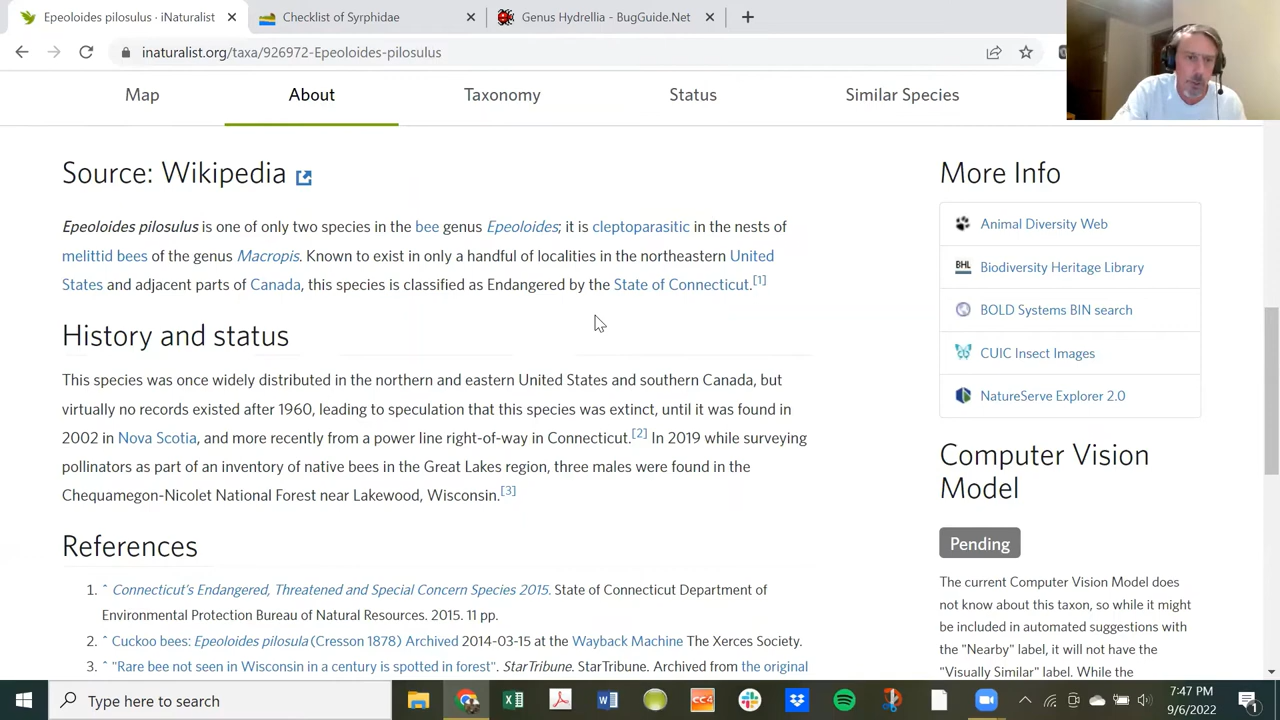 Epeoloides pilosulus · iNaturalist
Checklist of Syrphidae
Genus Hydrellia - BugGuide.Net
inaturalist.org/taxa/926972-Epeoloides-pilosulus
Map
About
Taxonomy
Status
Similar Species
Source: Wikipedia
Epeoloides pilosulus is one of only two species in the bee genus Epeoloides; it is cleptoparasitic in the nests of
melittid bees of the genus Macropis. Known to exist in only a handful of localities in the northeastern United
States and adjacent parts of Canada, this species is classified as Endangered by the State of Connecticut.[1]
History and status
This species was once widely distributed in the northern and eastern United States and southern Canada, but
virtually no records existed after 1960, leading to speculation that this species was extinct, until it was found in
2002 in Nova Scotia, and more recently from a power line right-of-way in Connecticut.[2] In 2019 while surveying
pollinators as part of an inventory of native bees in the Great Lakes region, three males were found in the
Chequamegon-Nicolet National Forest near Lakewood, Wisconsin.[3]
References
1. ^ Connecticut's Endangered, Threatened and Special Concern Species 2015. State of Connecticut Department of
Environmental Protection Bureau of Natural Resources. 2015. 11 pp.
2. ^ Cuckoo bees: Epeoloides pilosula (Cresson 1878) Archived 2014-03-15 at the Wayback Machine The Xerces Society.
3. ^ "Rare bee not seen in Wisconsin in a century is spotted in forest". StarTribune. StarTribune. Archived from the original
More Info
Animal Diversity Web
BHL
Biodiversity Heritage Library
BOLD Systems BIN search
CUIC Insect Images
NatureServe Explorer 2.0
Computer Vision
Model
Pending
The current Computer Vision Model does
not know about this taxon, so while it might
be included in automated suggestions with
the "Nearby" label, it will not have the
"Visually Similar" label. While the
Type here to search
CC4
7:47 PM
9/6/2022
1